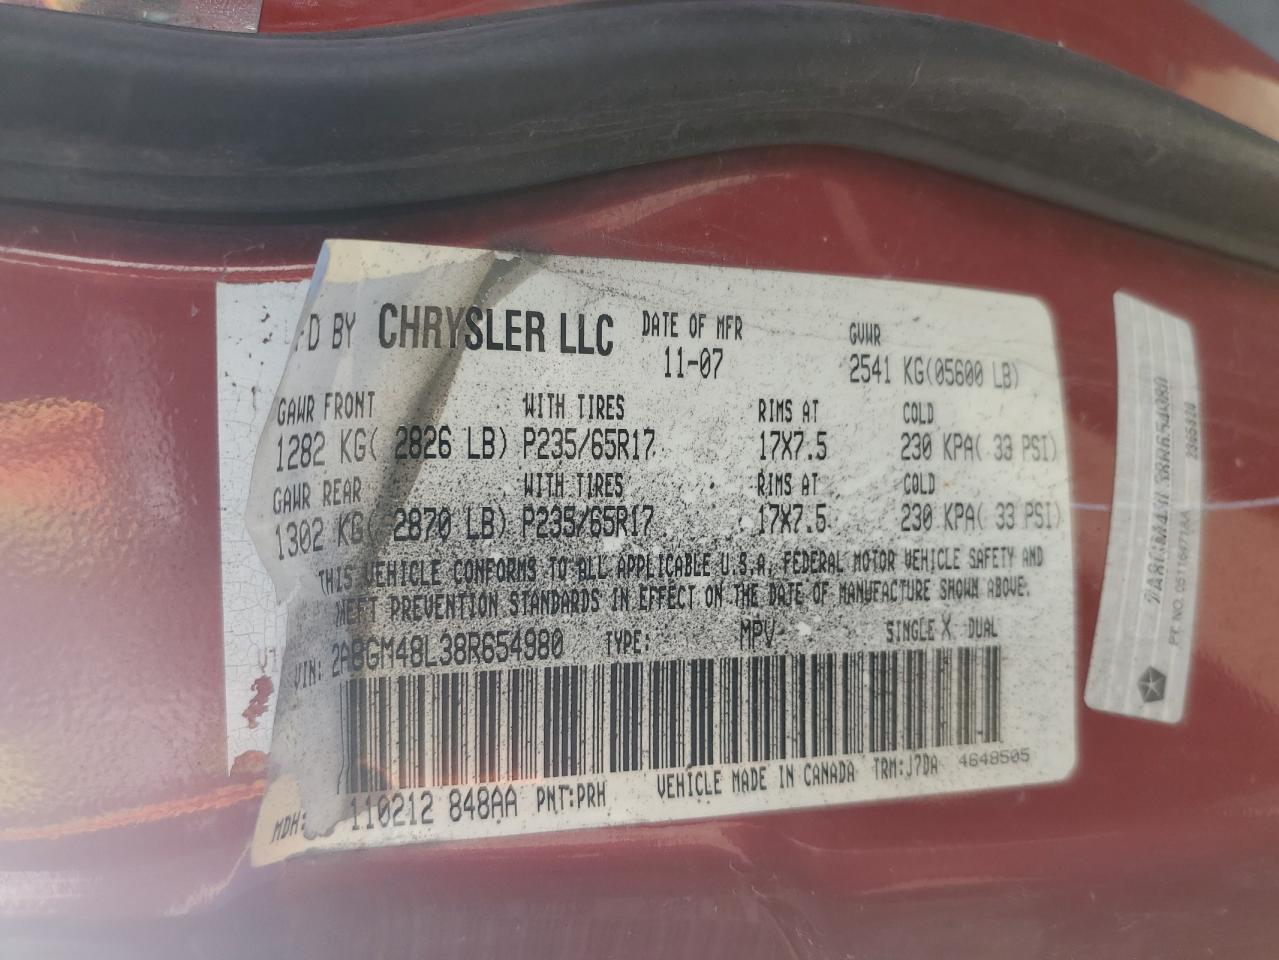 FD BY CHRYSLER LLC DATE OF MFR GVWR
11-07 2541 KG(05600 LB)
GAWR FRONT WITH TIRES RIMS AT COLD
1282 KG( 2826 LB) P235/65R17 17X7.5 230 KPA( 33 PSI)
GAWR REAR WITH TIRES RIMS AT COLD
1302 KG( 2870 LB) P235/65R17 17X7.5 230 KPA( 33 PSI)
THIS VEHICLE CONFORMS TO ALL APPLICABLE U.S.A. FEDERAL MOTOR VEHICLE SAFETY AND
MEFT PREVENTION STANDARDS IN EFFECT ON THE DATE OF MANUFACTURE SHOWN ABOVE.
VIN: 2A8GM48L38R654980 TYPE: MPV SINGLE X DUAL
MDH: 110212 848AA PNT:PRH VEHICLE MADE IN CANADA TRM:J7DA 4648505
PT. NO.